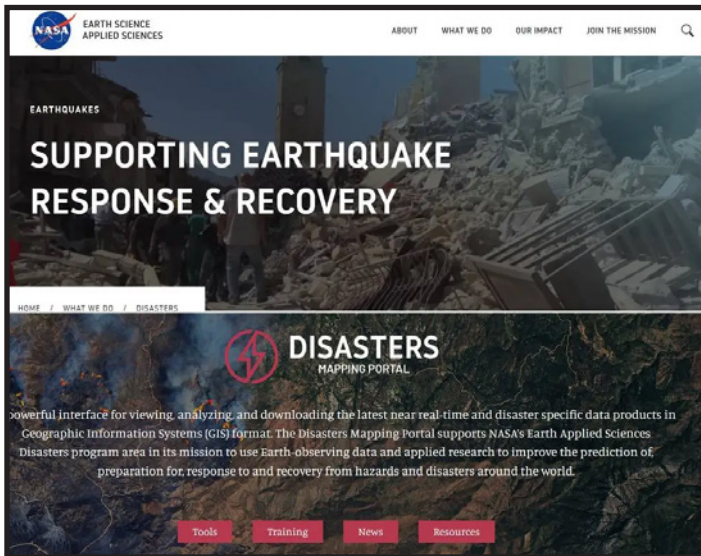 NASA
EARTH SCIENCE
APPLIED SCIENCES
ABOUT WHAT WE DO OUR IMPACT JOIN THE MISSION
EARTHQUAKES
SUPPORTING EARTHQUAKE
RESPONSE & RECOVERY
HOME / WHAT WE DO / DISASTERS
DISASTERS
MAPPING PORTAL
powerful interface for viewing, analyzing, and downloading the latest near real-time and disaster specific data products in
Geographic Information Systems (GIS) format. The Disasters Mapping Portal supports NASA's Earth Applied Sciences
Disasters program area in its mission to use Earth-observing data and applied research to improve the prediction of,
preparation for, response to and recovery from hazards and disasters around the world.
Tools Training News Resources